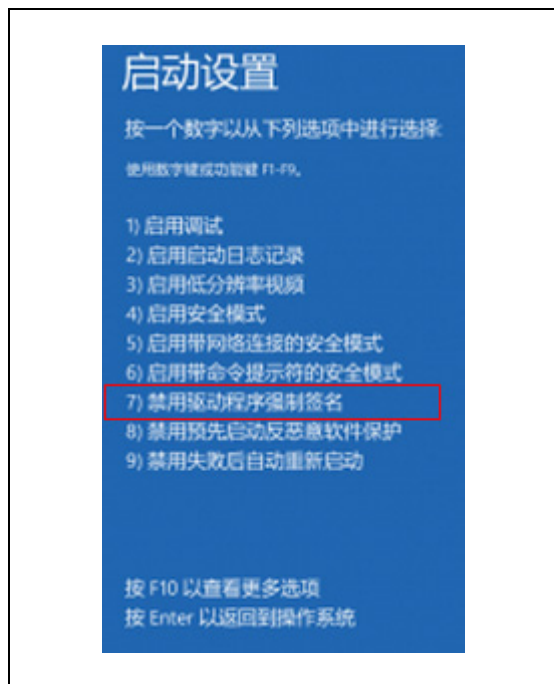 启动设置
按一个数字以从下列选项中进行选择:
使用数字键或功能键 F1-F9。
1) 启用调试
2) 启用启动日志记录
3) 启用低分辨率视频
4) 启用安全模式
5) 启用带网络连接的安全模式
6) 启用带命令提示符的安全模式
7) 禁用驱动程序强制签名
8) 禁用预先启动反恶意软件保护
9) 禁用失败后自动重新启动
按 F10 以查看更多选项
按 Enter 以返回到操作系统